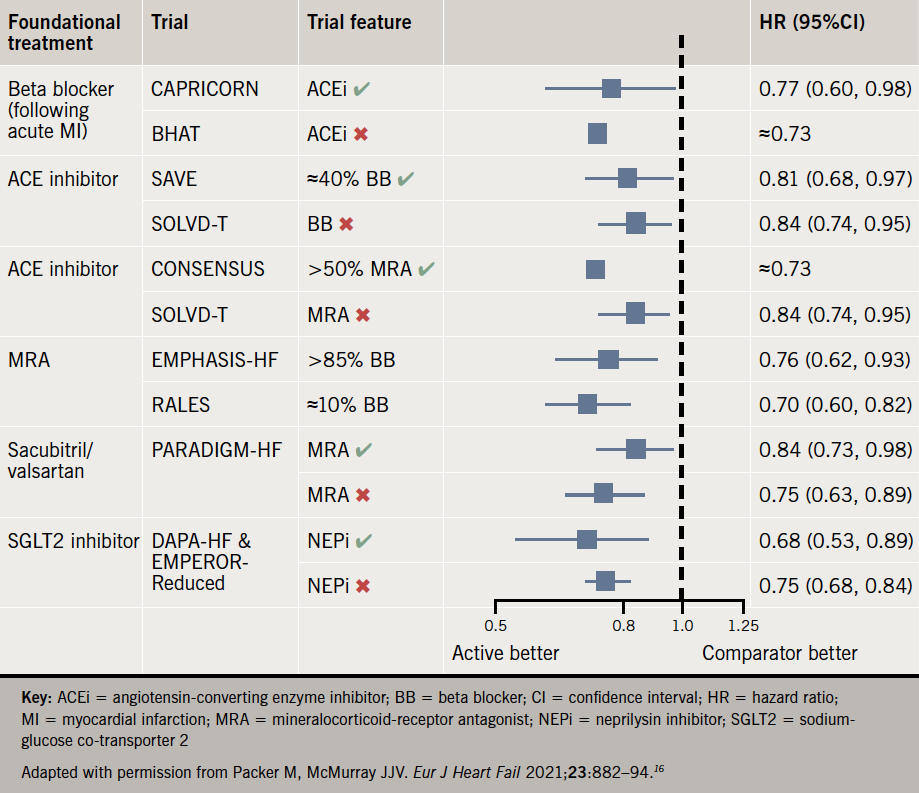 Foundational treatment Trial Trial feature HR (95%CI)
Beta blocker (following acute MI) CAPRICORN ACEi ✔ 0.77 (0.60, 0.98)
BHAT ACEi ✖ ≈0.73
ACE inhibitor SAVE ≈40% BB ✔ 0.81 (0.68, 0.97)
SOLVD-T BB ✖ 0.84 (0.74, 0.95)
ACE inhibitor CONSENSUS >50% MRA ✔ ≈0.73
SOLVD-T MRA ✖ 0.84 (0.74, 0.95)
MRA EMPHASIS-HF >85% BB 0.76 (0.62, 0.93)
RALES ≈10% BB 0.70 (0.60, 0.82)
Sacubitril/ valsartan PARADIGM-HF MRA ✔ 0.84 (0.73, 0.98)
MRA ✖ 0.75 (0.63, 0.89)
SGLT2 inhibitor DAPA-HF & EMPEROR-Reduced NEPi ✔ 0.68 (0.53, 0.89)
NEPi ✖ 0.75 (0.68, 0.84)
0.5 0.8 1.0 1.25
Active better Comparator better
Key: ACEi = angiotensin-converting enzyme inhibitor; BB = beta blocker; CI = confidence interval; HR = hazard ratio;
MI = myocardial infarction; MRA = mineralocorticoid-receptor antagonist; NEPi = neprilysin inhibitor; SGLT2 = sodium-
glucose co-transporter 2
Adapted with permission from Packer M, McMurray JJV. Eur J Heart Fail 2021;23:882–94.16